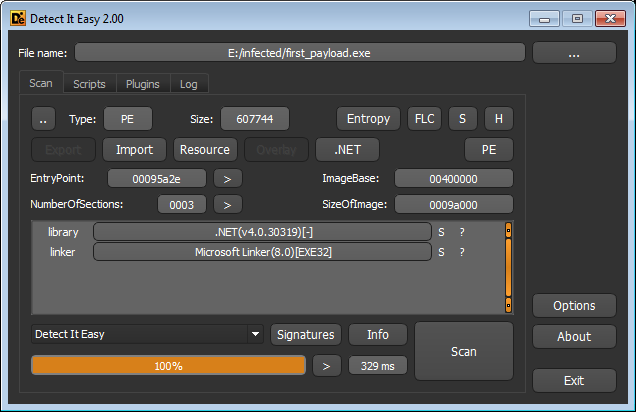 Detect It Easy 2.00
File name: E:/infected/first_payload.exe ...
Scan Scripts Plugins Log
.. Type: PE Size: 607744 Entropy FLC S H
Export Import Resource Overlay .NET PE
EntryPoint: 00095a2e > ImageBase: 00400000
NumberOfSections: 0003 > SizeOfImage: 0009a000
library .NET(v4.0.30319)[-] S ?
linker Microsoft Linker(8.0)[EXE32] S ?
Options
Detect It Easy Signatures Info Scan About
100% > 329 ms
Exit